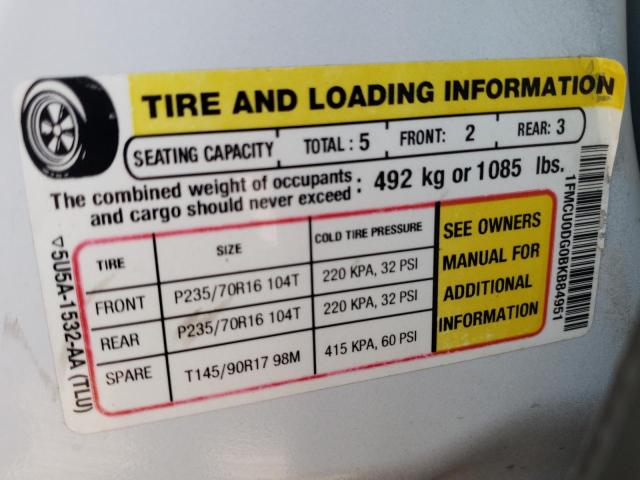 TIRE AND LOADING INFORMATION
SEATING CAPACITY TOTAL : 5 FRONT: 2 REAR: 3
The combined weight of occupants and cargo should never exceed : 492 kg or 1085 lbs.
TIRE SIZE COLD TIRE PRESSURE
FRONT P235/70R16 104T 220 KPA, 32 PSI
REAR P235/70R16 104T 220 KPA, 32 PSI
SPARE T145/90R17 98M 415 KPA, 60 PSI
SEE OWNERS
MANUAL FOR
ADDITIONAL
INFORMATION
5U5A-1532-AA (TLU)
1FMCU0DG0BKB84951